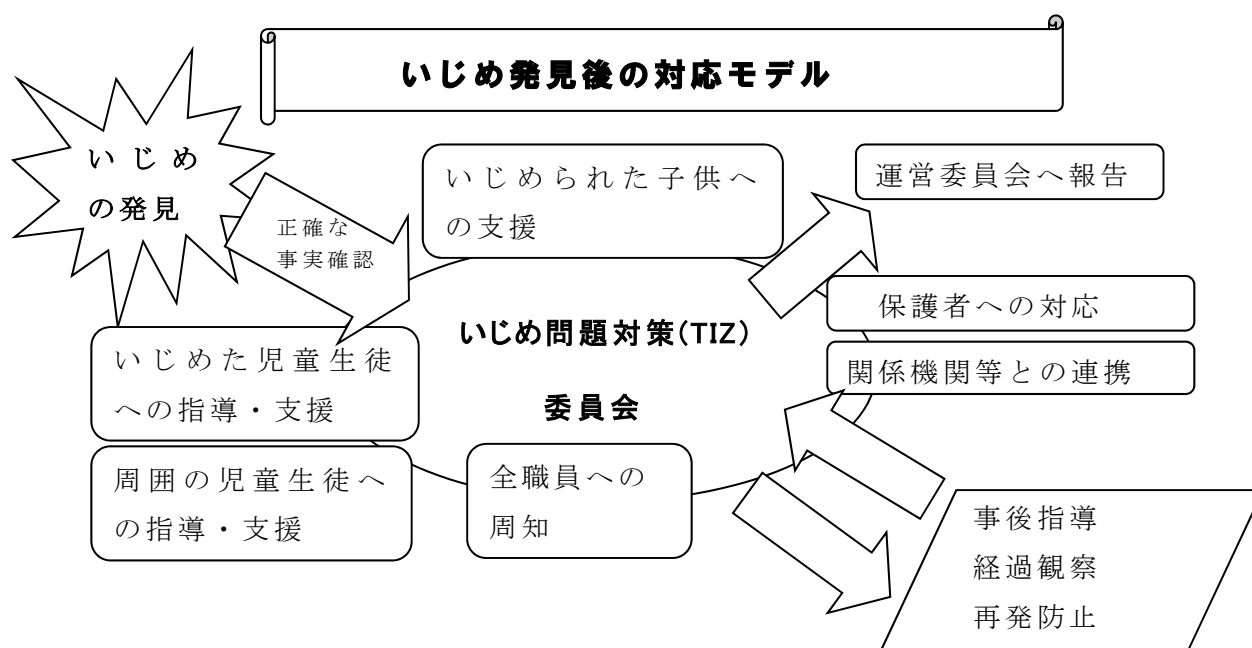 いじめ発見後の対応モデル
いじめ
の発見
正確な
事実確認
いじめられた子供へ
の支援
運営委員会へ報告
保護者への対応
関係機関等との連携
いじめ問題対策(TIZ)
委員会
いじめた児童生徒
への指導・支援
周囲の児童生徒へ
の指導・支援
全職員への
周知
事後指導
経過観察
再発防止